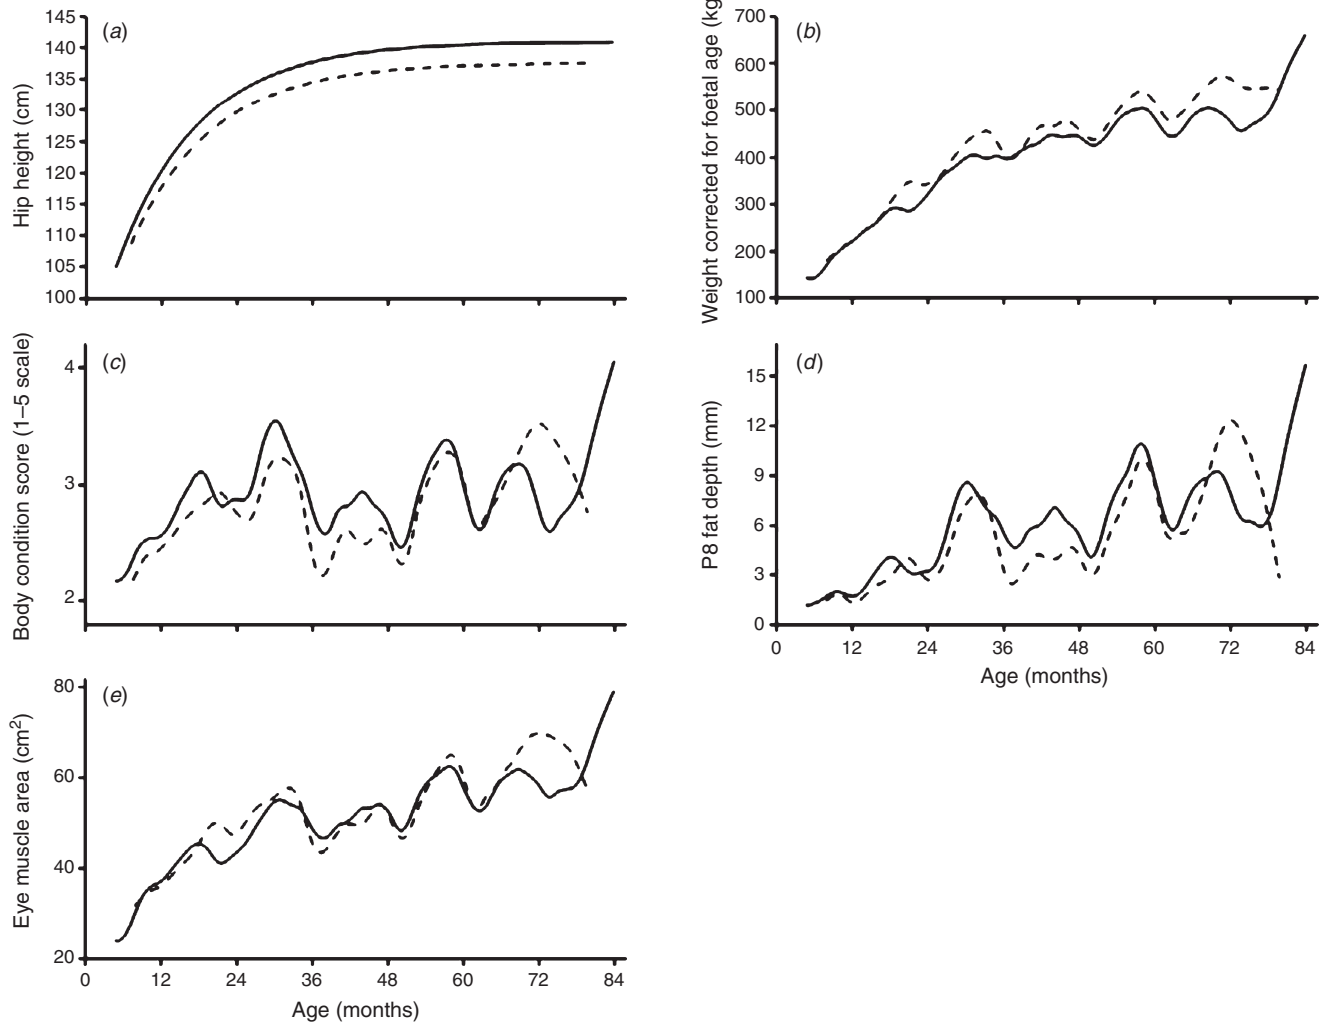 (a)
Hip height (cm)
145
140
135
130
125
120
115
110
105
100
(b)
Weight corrected for foetal age (kg
700
600
500
400
300
200
100
(c)
Body condition score (1–5 scale)
4
3
2
(d)
P8 fat depth (mm)
15
12
9
6
3
0
0 12 24 36 48 60 72 84
Age (months)
(e)
Eye muscle area (cm²)
80
60
40
20
0 12 24 36 48 60 72 84
Age (months)